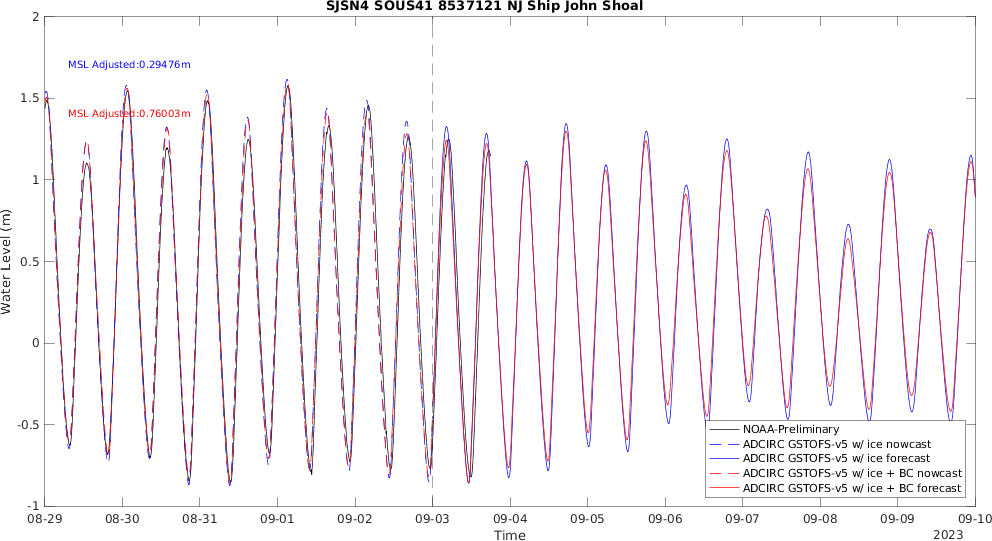 SJSN4 SOUS41 8537121 NJ Ship John Shoal
2
1.5
1
0.5
0
-0.5
-1
Water Level (m)
MSL Adjusted:0.29476m
MSL Adjusted:0.76003m
NOAA-Preliminary
ADCIRC GSTOFS-v5 w/ ice nowcast
ADCIRC GSTOFS-v5 w/ ice forecast
ADCIRC GSTOFS-v5 w/ ice + BC nowcast
ADCIRC GSTOFS-v5 w/ ice + BC forecast
08-29 08-30 08-31 09-01 09-02 09-03 09-04 09-05 09-06 09-07 09-08 09-09 09-10
Time
2023